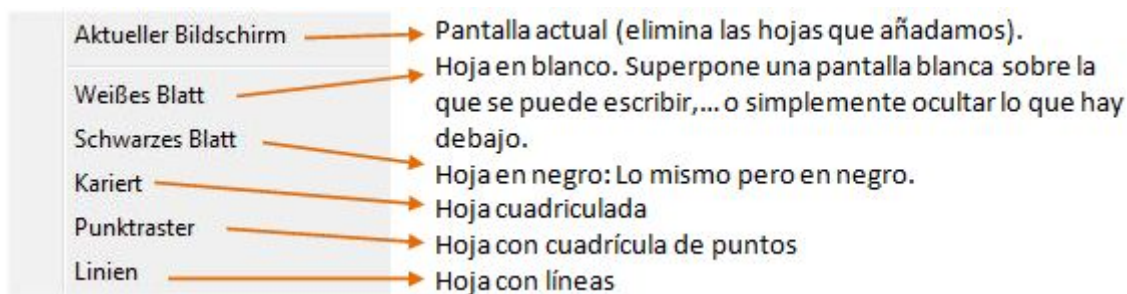 Aktueller Bildschirm
Pantalla actual (elimina las hojas que añadamos).
Weißes Blatt
Hoja en blanco. Superpone una pantalla blanca sobre la
que se puede escribir,... o simplemente ocultar lo que hay
debajo.
Schwarzes Blatt
Hoja en negro: Lo mismo pero en negro.
Kariert
Hoja cuadriculada
Punktraster
Hoja con cuadrícula de puntos
Linien
Hoja con líneas